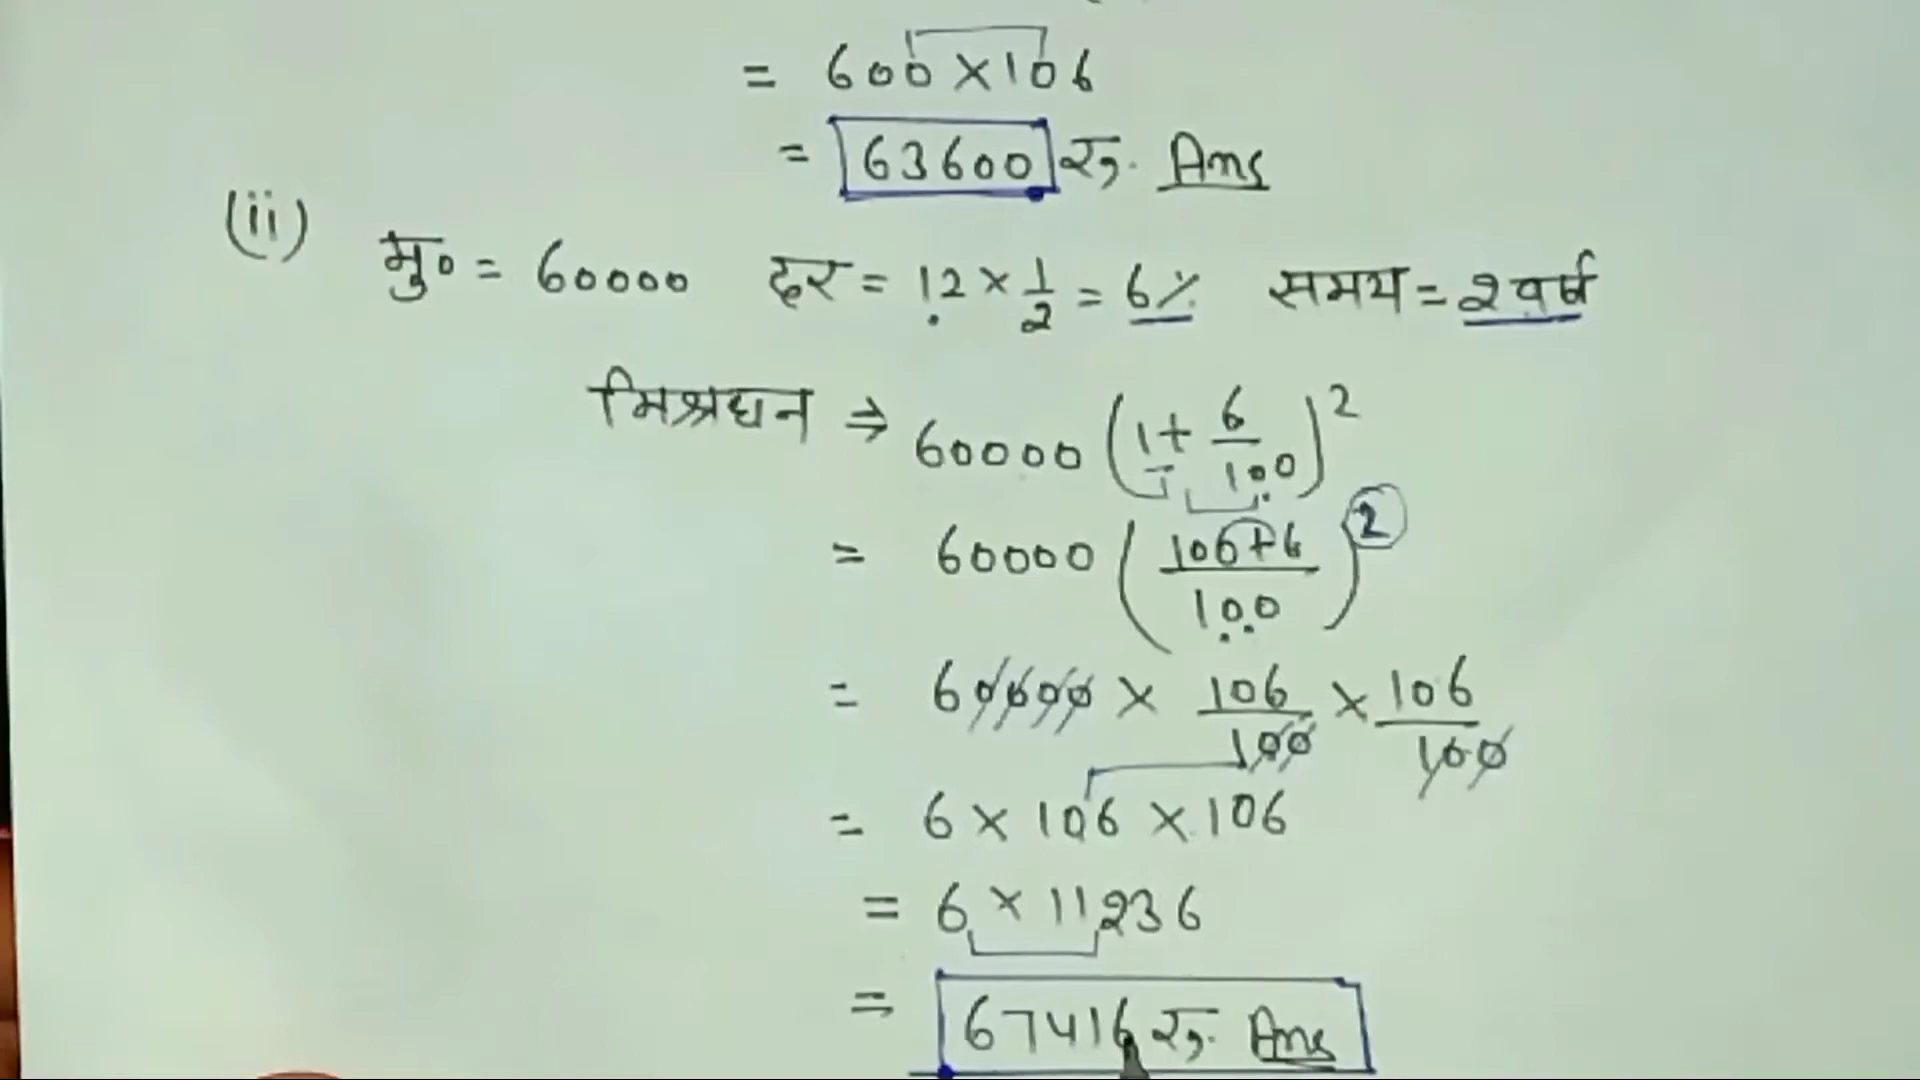 = 600 × 106
= 63600 रु. Ans
(ii)
मु० = 60000 दर = 12 × 1/2 = 6% समय = 2 वर्ष
मिश्रधन ⇒ 60000 (1 + 6/100)²
= 60000 (100+6/100)²
= 60000 × 106/100 × 106/100
= 6 × 106 × 106
= 6 × 11236
= 67416 रु. Ans